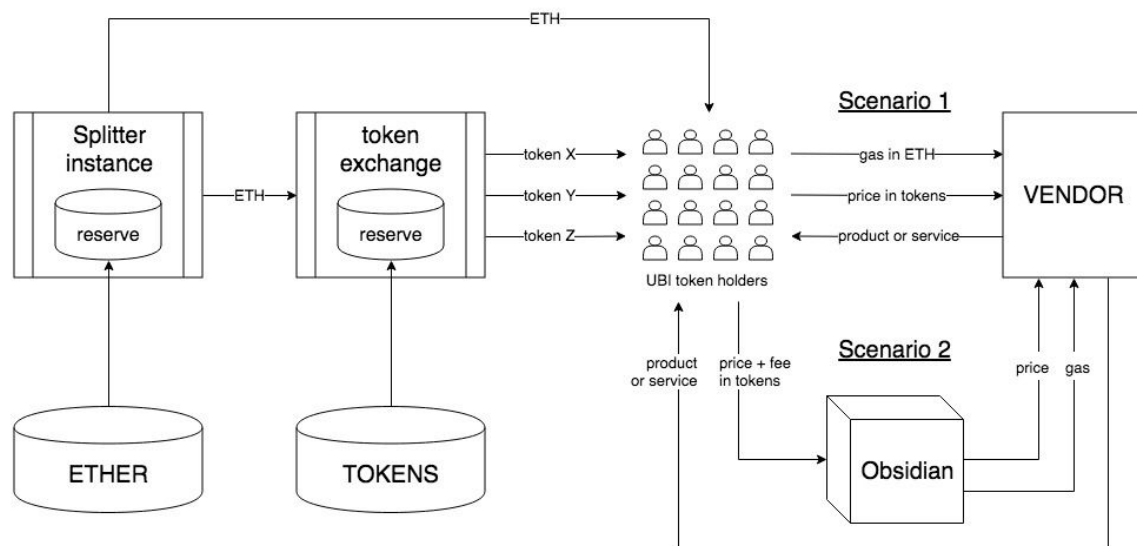 ETH
Scenario 1
Splitter
instance
reserve
ETH
token
exchange
reserve
token X
token Y
token Z
UBI token holders
gas in ETH
price in tokens
product or service
VENDOR
Scenario 2
product
or service
price + fee
in tokens
price
gas
ETHER
TOKENS
Obsidian